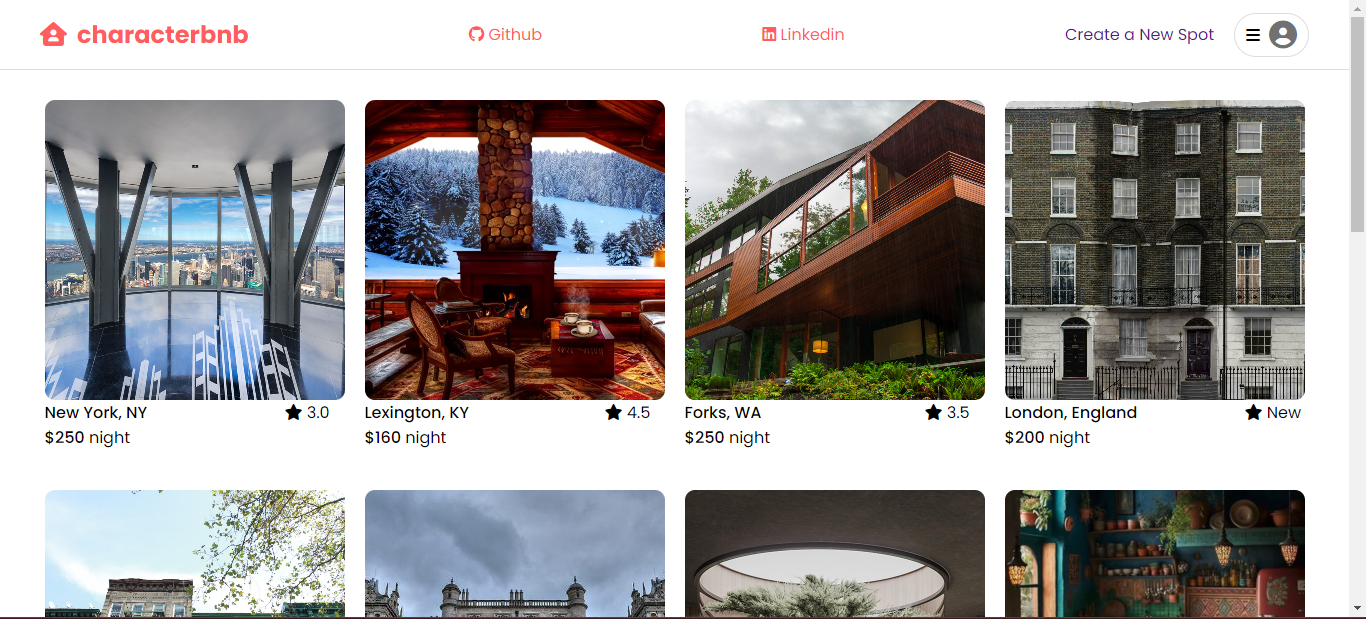 characterbnb
Github
Linkedin
Create a New Spot
New York, NY
3.0
$250 night
Lexington, KY
4.5
$160 night
Forks, WA
3.5
$250 night
London, England
New
$200 night